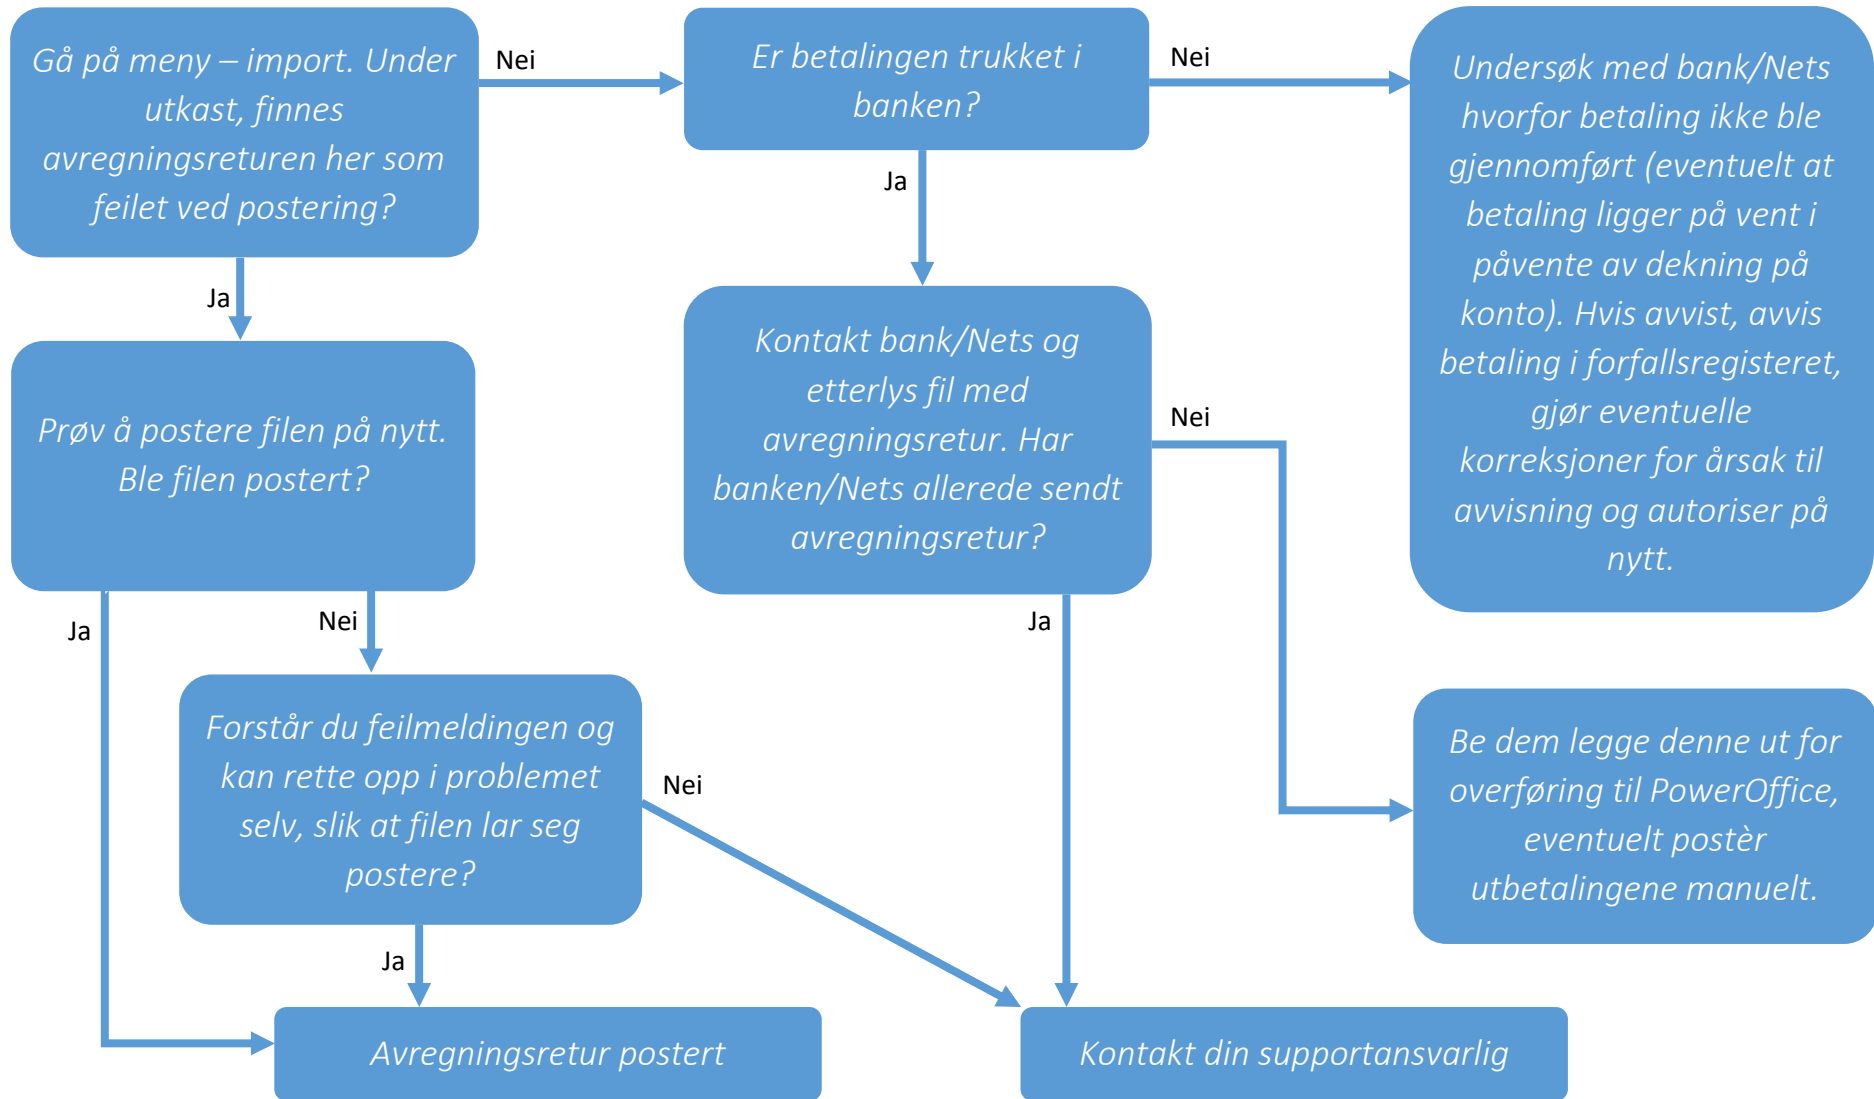 Gå på meny – import. Under
utkast, finnes
avregningsreturen her som
feilet ved postering?
Nei
Er betalingen trukket i
banken?
Nei
Undersøk med bank/Nets
hvorfor betaling ikke ble
gjennomført (eventuelt at
betaling ligger på vent i
påvente av dekning på
konto). Hvis avvist, avvis
betaling i forfallsregisteret,
gjør eventuelle
korreksjoner for årsak til
avvisning og autoriser på
nytt.
Ja
Ja
Prøv å postere filen på nytt.
Ble filen postert?
Kontakt bank/Nets og
etterlys fil med
avregningsretur. Har
banken/Nets allerede sendt
avregningsretur?
Nei
Ja
Nei
Ja
Forstår du feilmeldingen og
kan rette opp i problemet
selv, slik at filen lar seg
postere?
Nei
Be dem legge denne ut for
overføring til PowerOffice,
eventuelt postèr
utbetalingene manuelt.
Ja
Avregningsretur postert
Kontakt din supportansvarlig